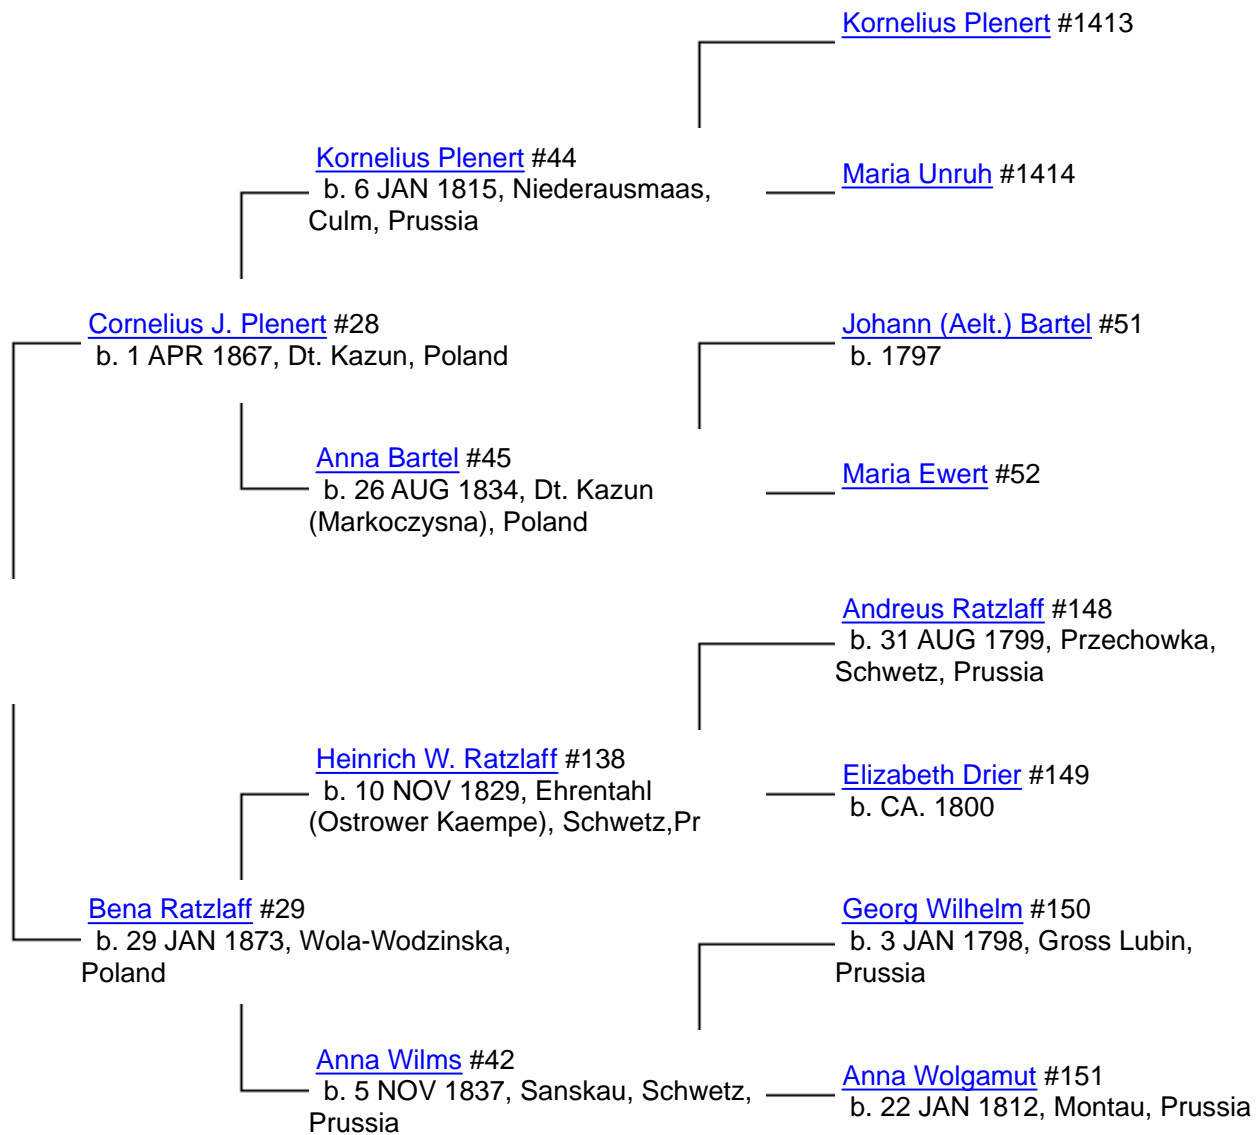 Kornelius Plenert #1413
Kornelius Plenert #44
b. 6 JAN 1815, Niederausmaas,
Culm, Prussia
Maria Unruh #1414
Cornelius J. Plenert #28
b. 1 APR 1867, Dt. Kazun, Poland
Johann (Aelt.) Bartel #51
b. 1797
Anna Bartel #45
b. 26 AUG 1834, Dt. Kazun
(Markoczysna), Poland
Maria Ewert #52
Andreus Ratzlaff #148
b. 31 AUG 1799, Przechowka,
Schwetz, Prussia
Heinrich W. Ratzlaff #138
b. 10 NOV 1829, Ehrentahl
(Ostrower Kaempe), Schwetz,Pr
Elizabeth Drier #149
b. CA. 1800
Bena Ratzlaff #29
b. 29 JAN 1873, Wola-Wodzinska,
Poland
Georg Wilhelm #150
b. 3 JAN 1798, Gross Lubin,
Prussia
Anna Wilms #42
b. 5 NOV 1837, Sanskau, Schwetz,
Prussia
Anna Wolgamut #151
b. 22 JAN 1812, Montau, Prussia